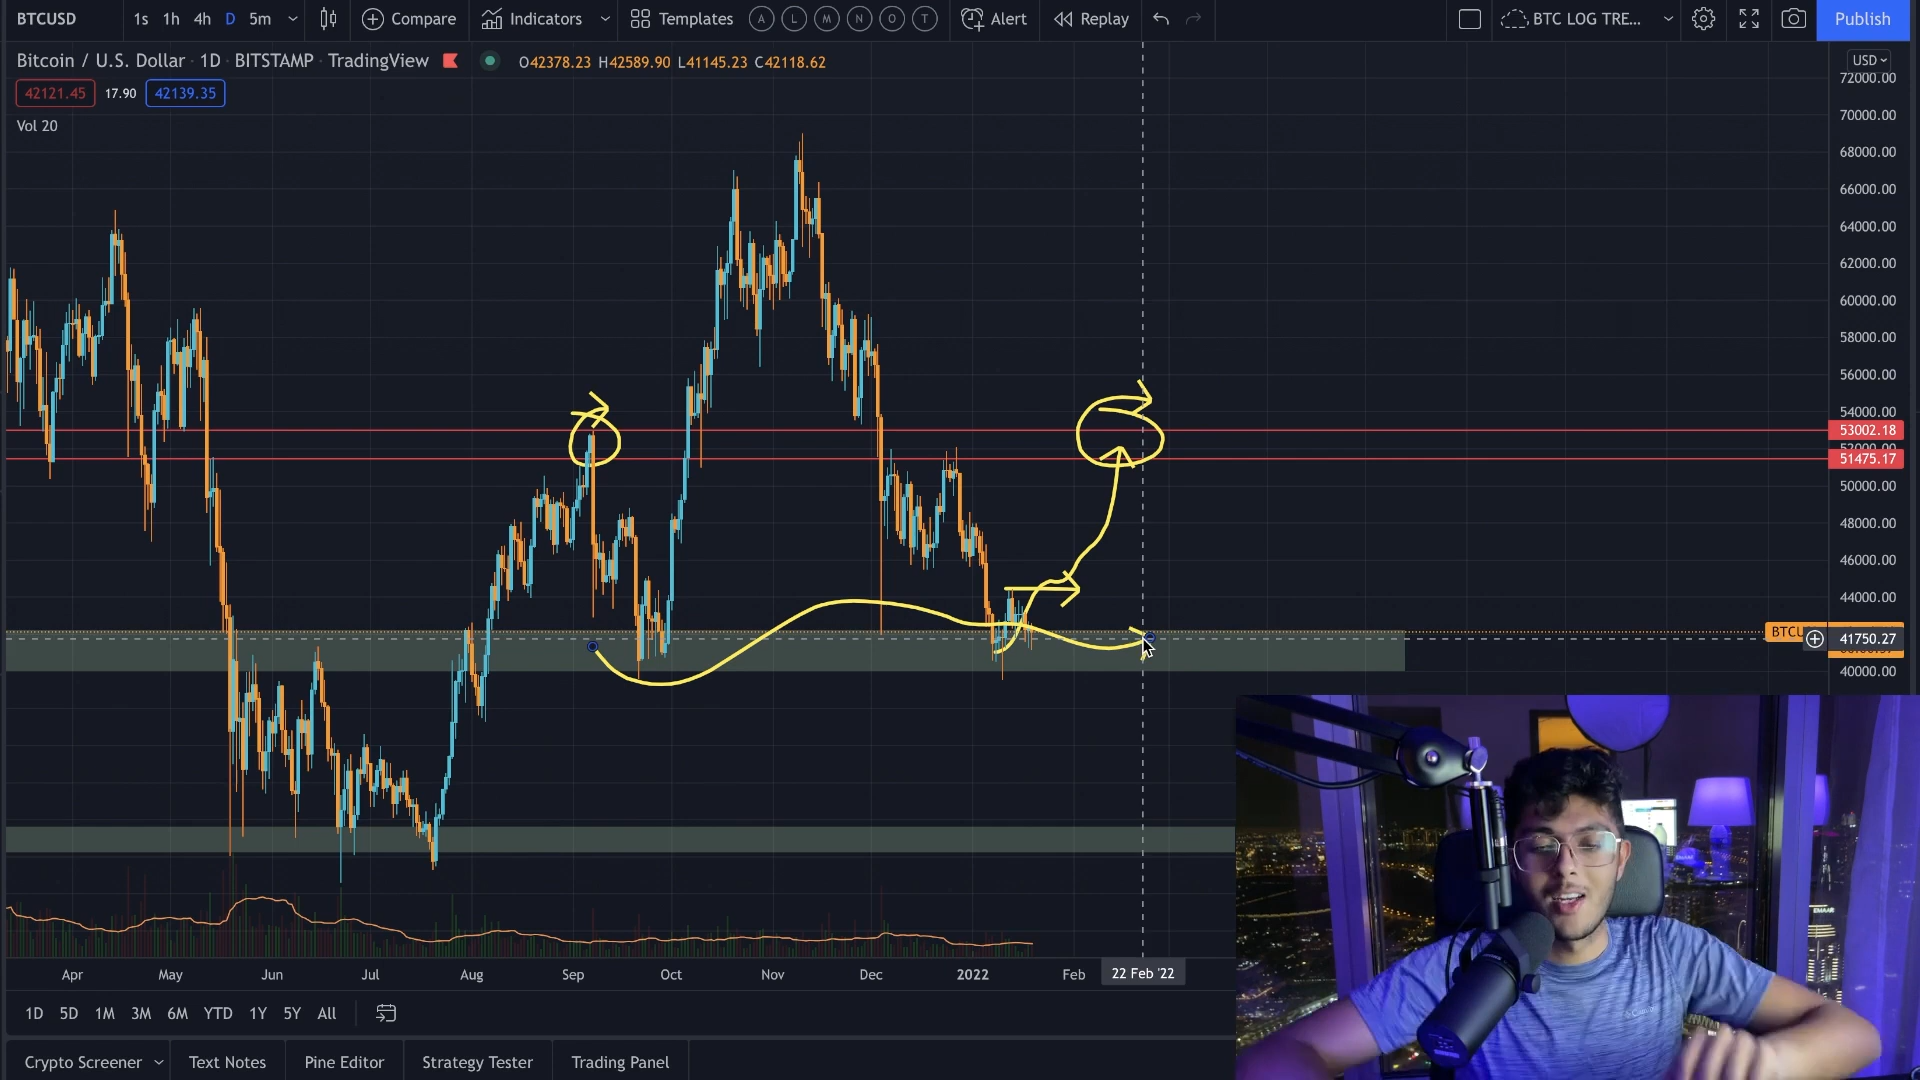 BTCUSD 1s 1h 4h D 5m Compare Indicators Templates A L M N O T Alert Replay BTC LOG TRE... Publish
Bitcoin / U.S. Dollar · 1D · BITSTAMP · TradingView O42378.23 H42589.90 L41145.23 C42118.62 USD
42121.45 17.90 42139.35
Vol 20
72000.00
70000.00
68000.00
66000.00
64000.00
62000.00
60000.00
58000.00
56000.00
54000.00
53002.18
52000.00
51475.17
50000.00
48000.00
46000.00
44000.00
BTCU
41750.27
40000.00
EMAAR
Apr May Jun Jul Aug Sep Oct Nov Dec 2022 Feb 22 Feb '22
1D 5D 1M 3M 6M YTD 1Y 5Y All
Crypto Screener Text Notes Pine Editor Strategy Tester Trading Panel